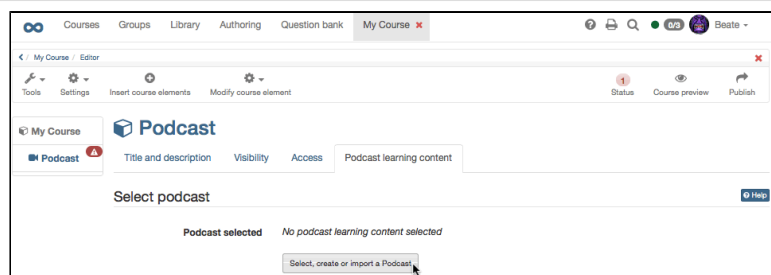 Courses Groups Library Authoring Question bank My Course 0/3 Beate
/ My Course / Editor
Tools Settings Insert course elements Modify course element 1 Status Course preview Publish
My Course
Podcast
Podcast
Title and description Visibility Access Podcast learning content
Select podcast
Help
Podcast selected No podcast learning content selected
Select, create or import a Podcast